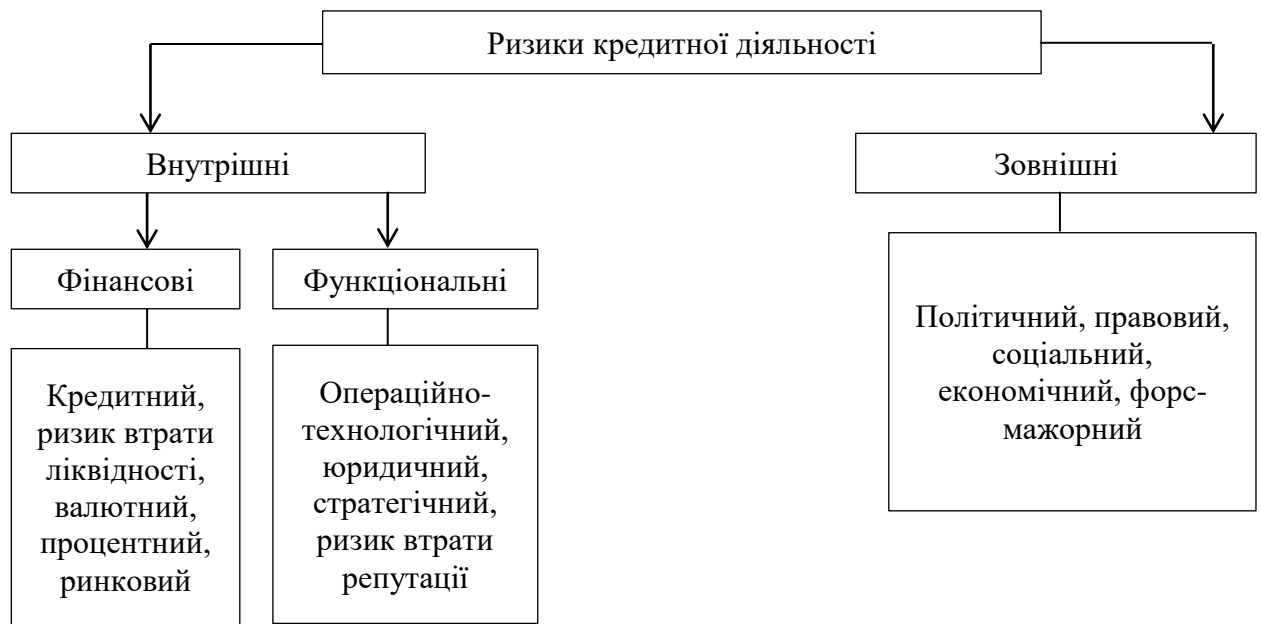 Ризики кредитної діяльності
Внутрішні
Зовнішні
Фінансові
Функціональні
Кредитний,
ризик втрати
ліквідності,
валютний,
процентний,
ринковий
Операційно-
технологічний,
юридичний,
стратегічний,
ризик втрати
репутації
Політичний, правовий,
соціальний,
економічний, форс-
мажорний